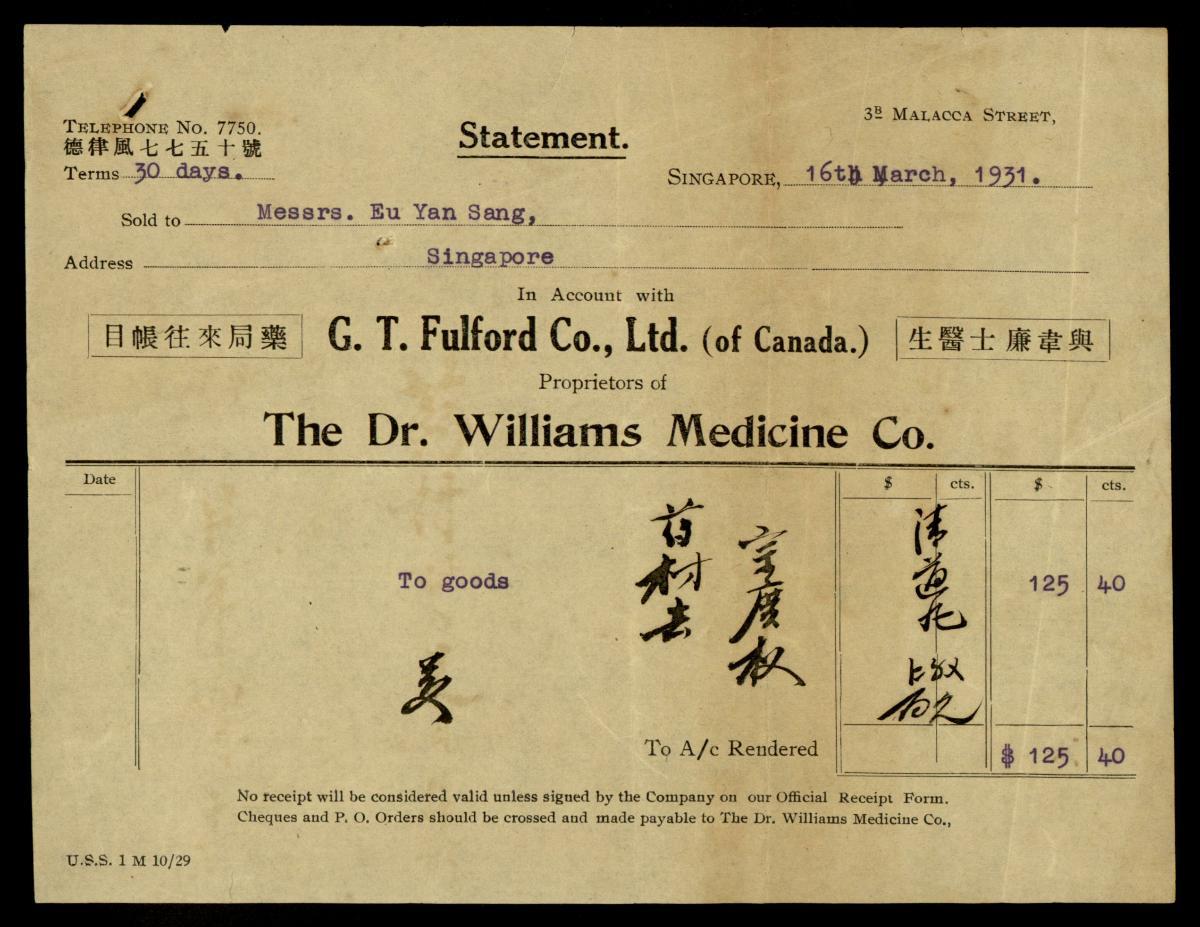 TELEPHONE NO. 7750.
德律風七七五十號
Terms 30 days.
Statement.
3B MALACCA STREET,
SINGAPORE, 16th March, 1931.
Sold to Messrs. Eu Yan Sang,
Address Singapore
In Account with
與韋廉士醫生
G. T. Fulford Co., Ltd. (of Canada.)
藥局來往帳目
Proprietors of
The Dr. Williams Medicine Co.
Date $ cts. $ cts.
清道丸
To goods 125 40
To A/c Rendered $ 125 40
No receipt will be considered valid unless signed by the Company on our Official Receipt Form.
Cheques and P. O. Orders should be crossed and made payable to The Dr. Williams Medicine Co.,
U.S.S. 1 M 10/29